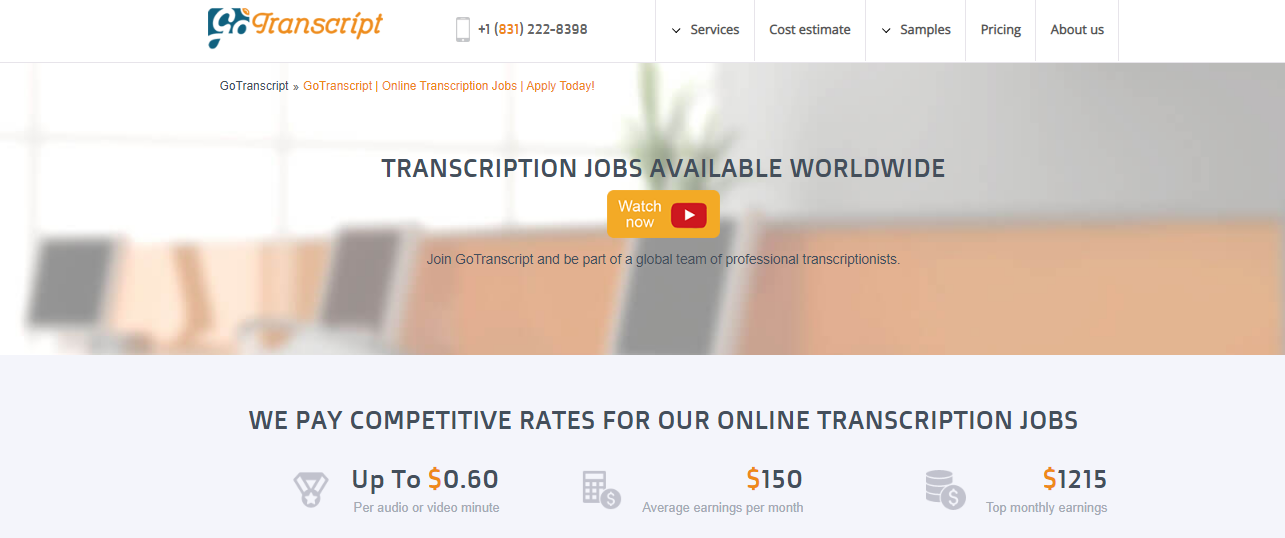 GoTranscript
+1 (831) 222-8398
Services
Cost estimate
Samples
Pricing
About us
GoTranscript » GoTranscript | Online Transcription Jobs | Apply Today!
TRANSCRIPTION JOBS AVAILABLE WORLDWIDE
Watch
now
Join GoTranscript and be part of a global team of professional transcriptionists.
WE PAY COMPETITIVE RATES FOR OUR ONLINE TRANSCRIPTION JOBS
Up To $0.60
Per audio or video minute
$150
Average earnings per month
$1215
Top monthly earnings